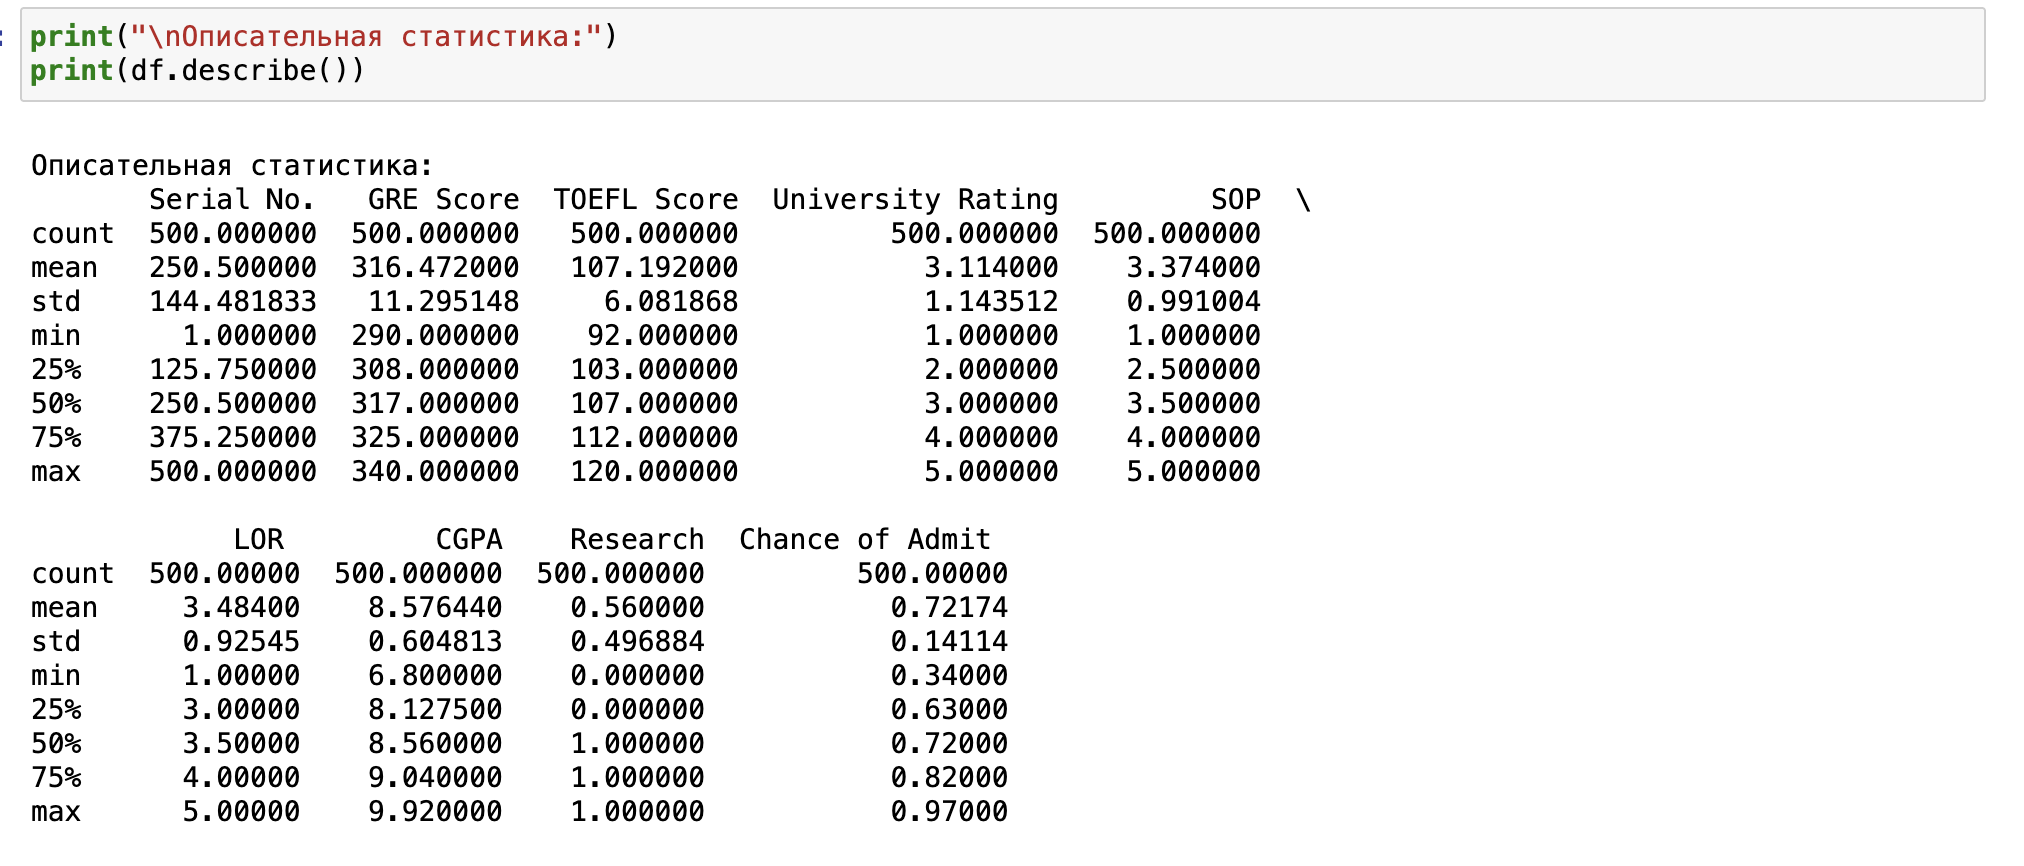 print("\nОписательная статистика:")
print(df.describe())
Описательная статистика:
       Serial No.   GRE Score  TOEFL Score  University Rating         SOP  \
count  500.000000  500.000000   500.000000         500.000000  500.000000
mean   250.500000  316.472000   107.192000           3.114000    3.374000
std    144.481833   11.295148     6.081868           1.143512    0.991004
min      1.000000  290.000000    92.000000           1.000000    1.000000
25%    125.750000  308.000000   103.000000           2.000000    2.500000
50%    250.500000  317.000000   107.000000           3.000000    3.500000
75%    375.250000  325.000000   112.000000           4.000000    4.000000
max    500.000000  340.000000   120.000000           5.000000    5.000000
            LOR         CGPA    Research  Chance of Admit
count  500.00000  500.000000  500.000000         500.00000
mean     3.48400    8.576440    0.560000           0.72174
std      0.92545    0.604813    0.496884           0.14114
min      1.00000    6.800000    0.000000           0.34000
25%      3.00000    8.127500    0.000000           0.63000
50%      3.50000    8.560000    1.000000           0.72000
75%      4.00000    9.040000    1.000000           0.82000
max      5.00000    9.920000    1.000000           0.97000